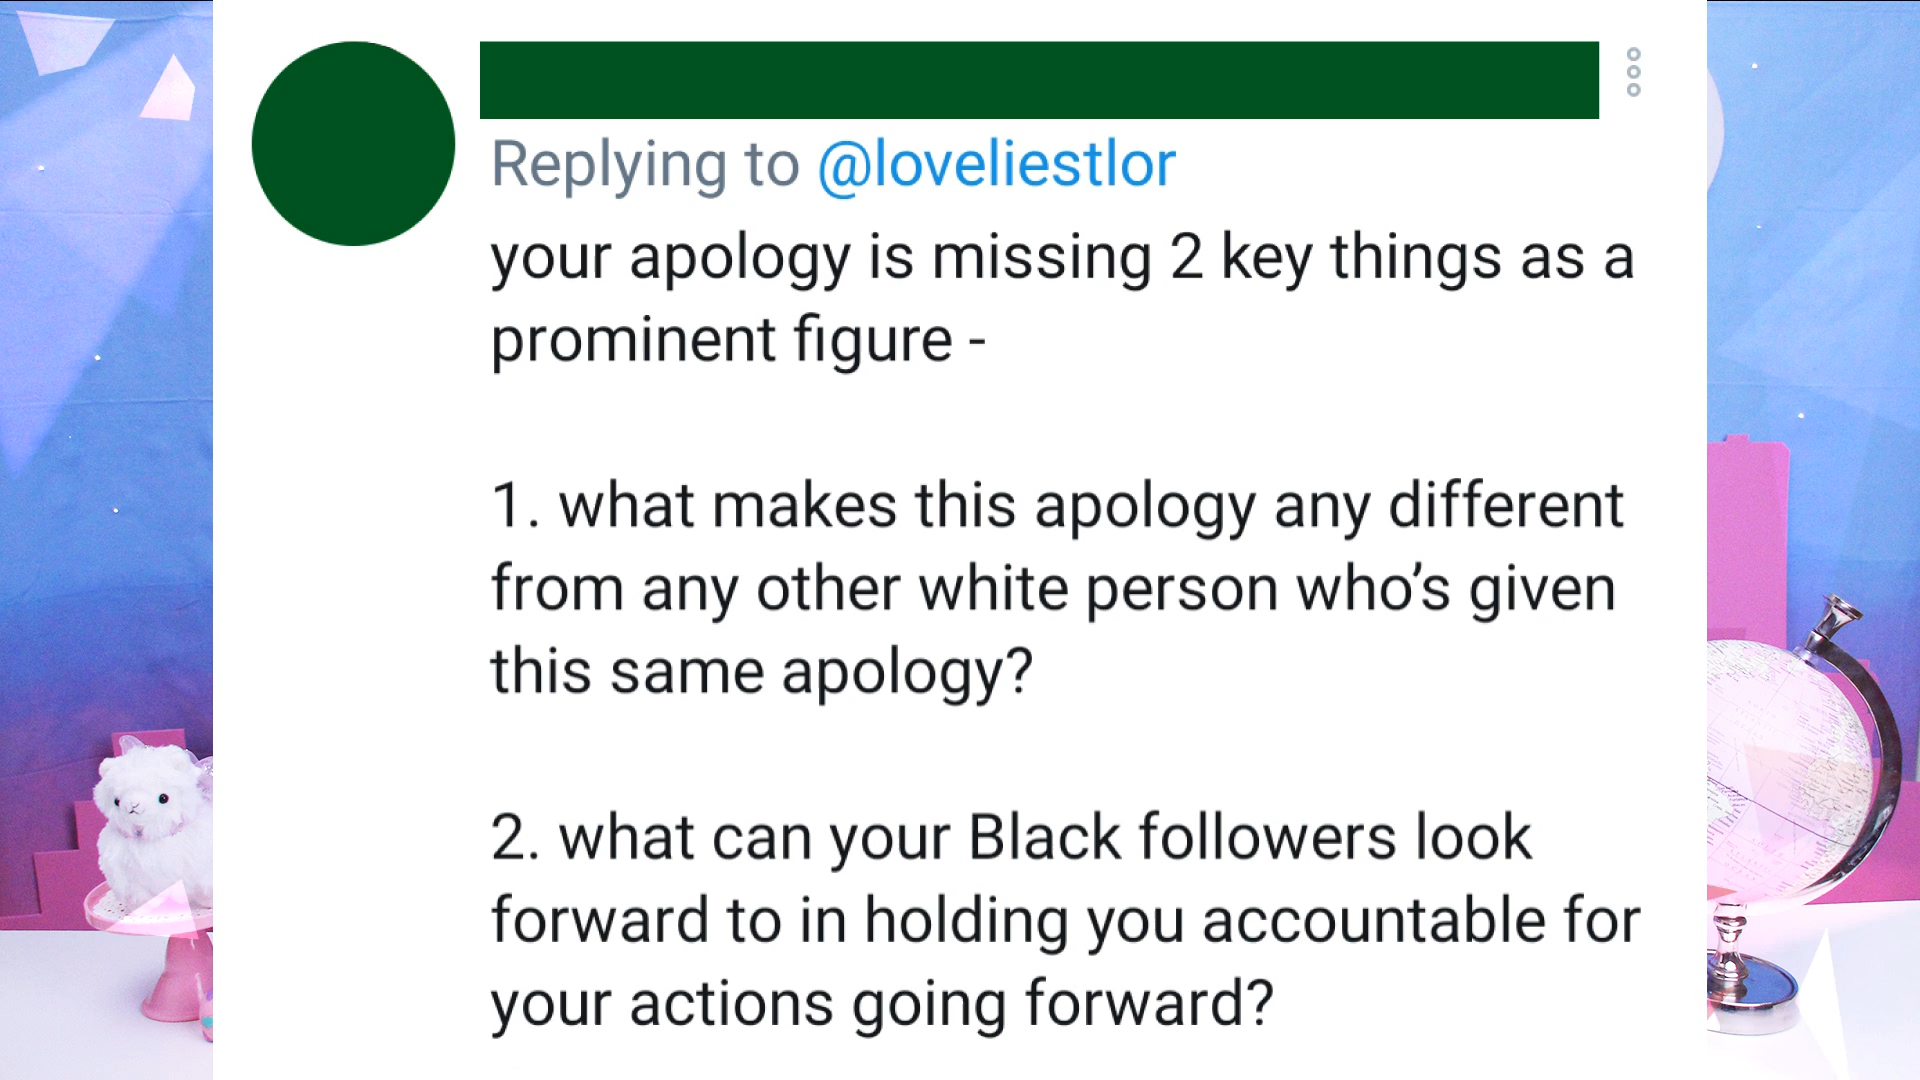 Replying to @loveliestlor
your apology is missing 2 key things as a
prominent figure -
1. what makes this apology any different
from any other white person who’s given
this same apology?
2. what can your Black followers look
forward to in holding you accountable for
your actions going forward?